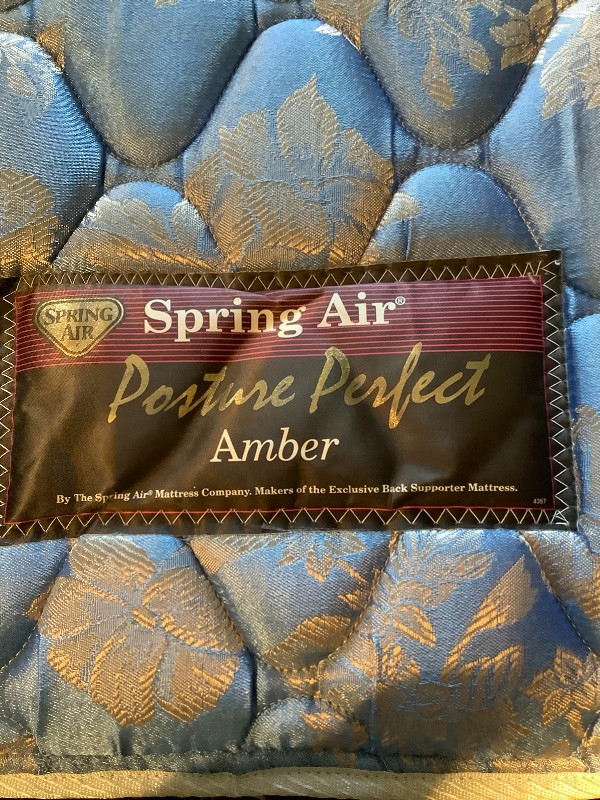 SPRING
AIR
Spring Air®
Posture Perfect
Amber
By The Spring Air® Mattress Company. Makers of the Exclusive Back Supporter Mattress.
4387